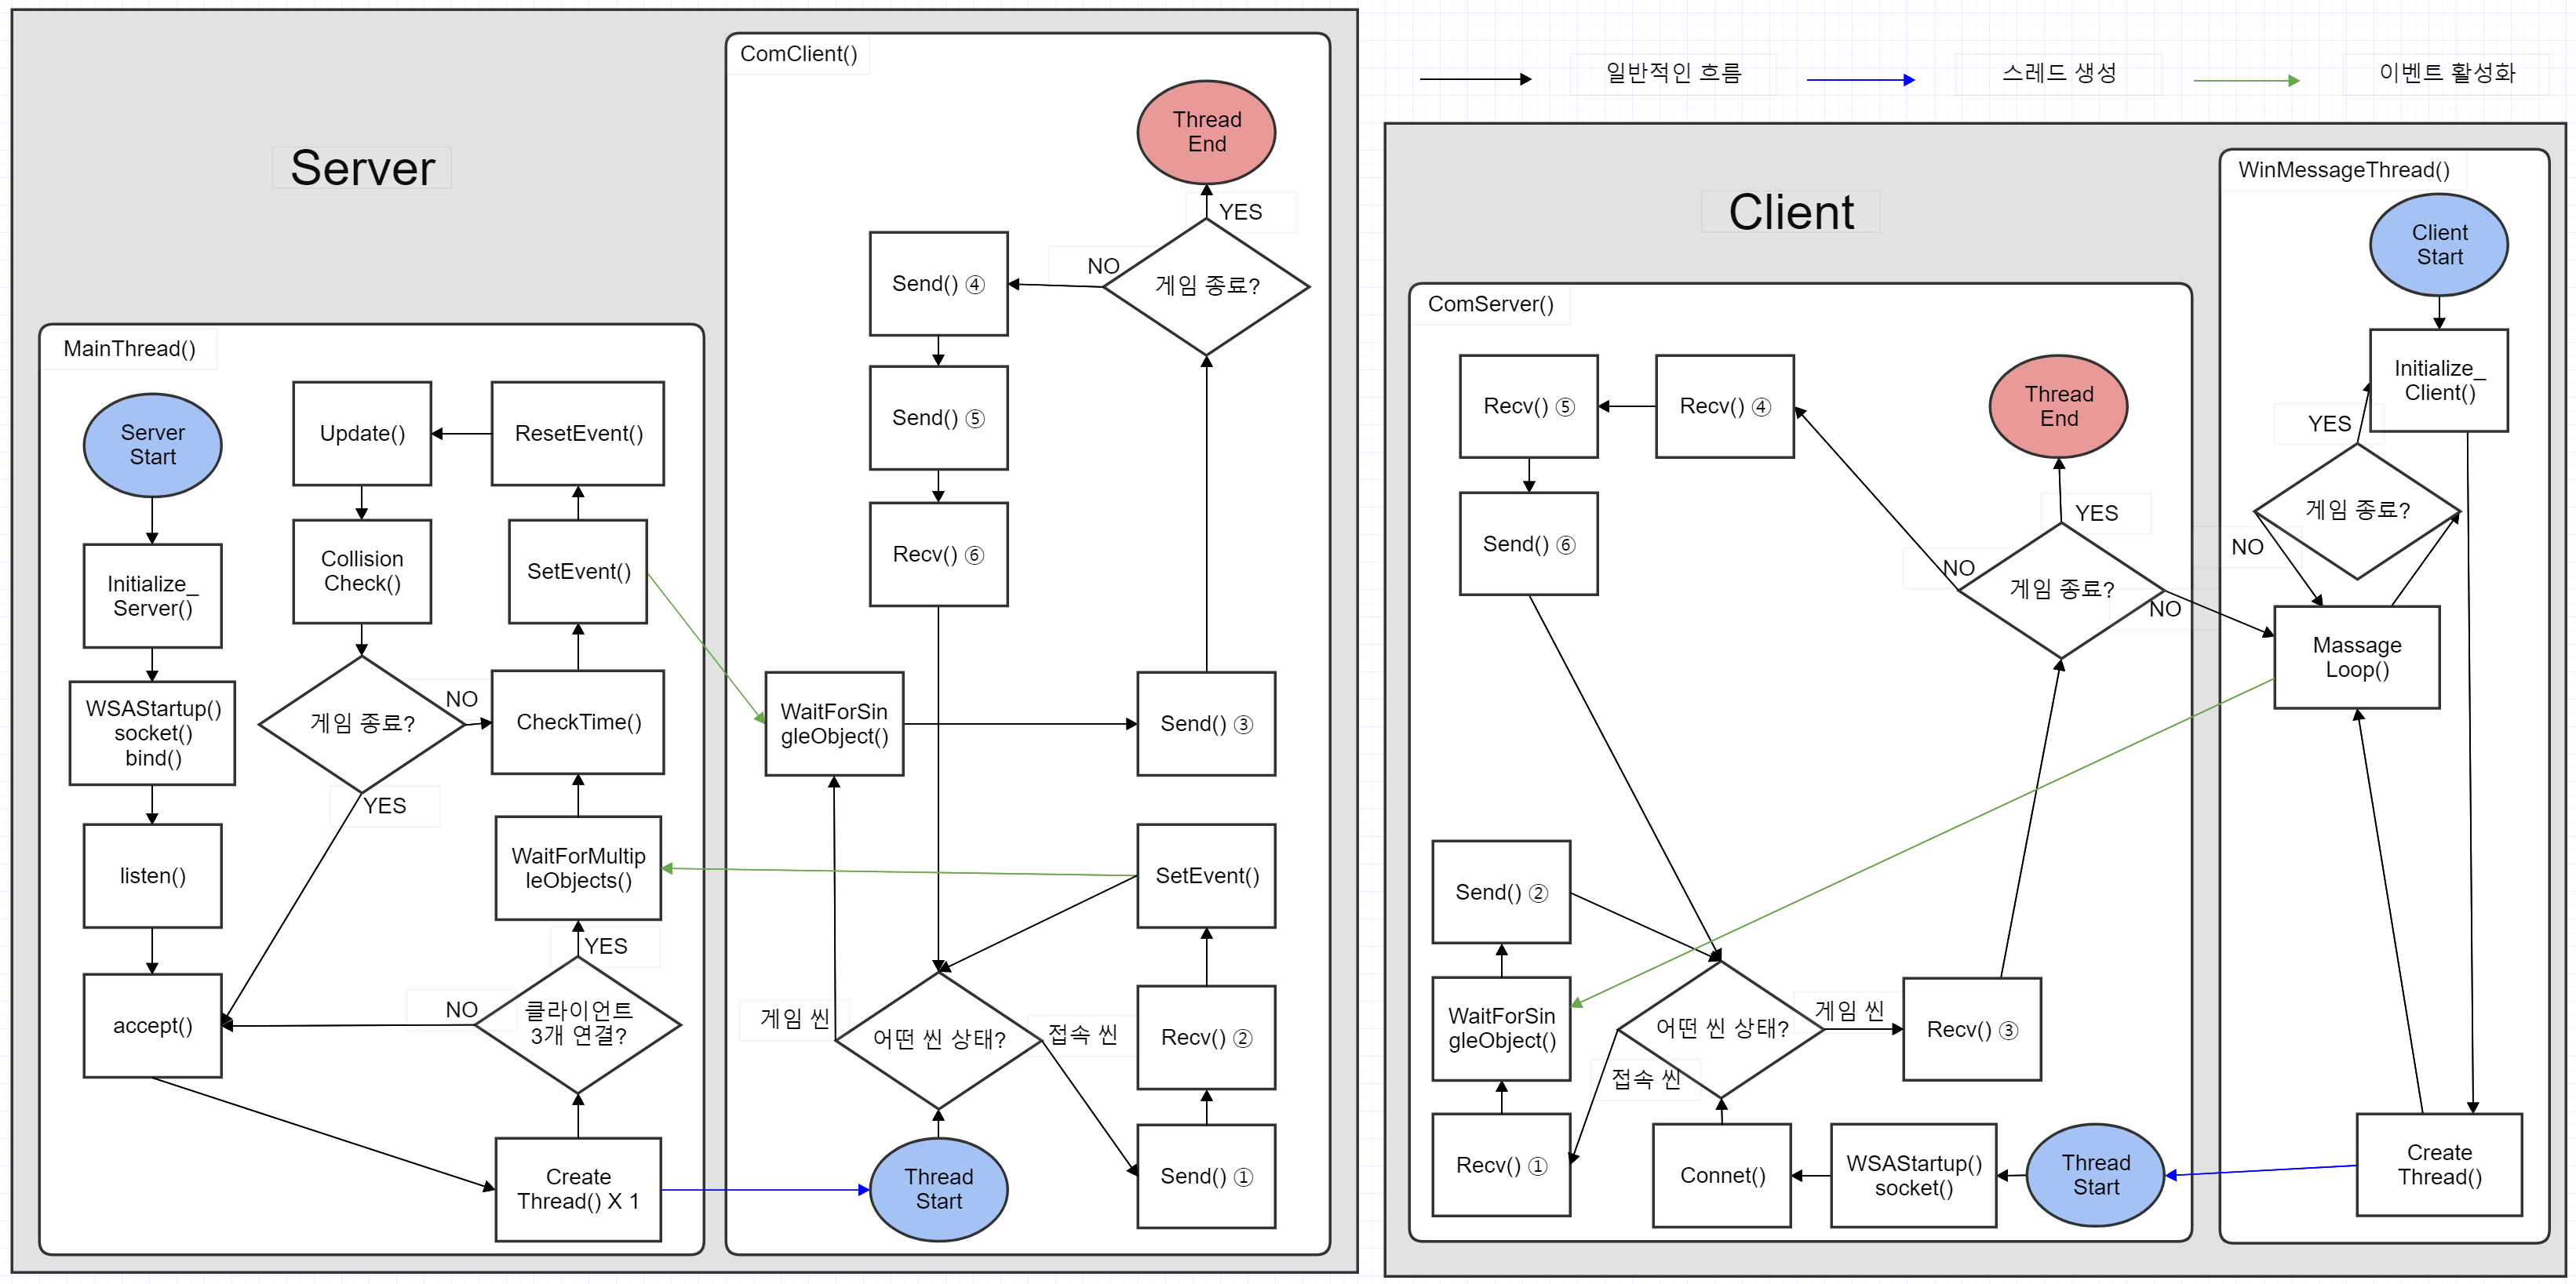 Server
MainThread()
Server
Start
Initialize_
Server()
WSAStartup()
socket()
bind()
listen()
accept()
Update()
Collision
Check()
게임 종료?
NO
YES
ResetEvent()
SetEvent()
CheckTime()
WaitForMultip
leObjects()
YES
NO
클라이언트
3개 연결?
Create
Thread() X 1
ComClient()
Thread
End
YES
NO
게임 종료?
Send() ④
Send() ⑤
Recv() ⑥
WaitForSin
gleObject()
Send() ③
SetEvent()
Recv() ②
Send() ①
게임 씬
어떤 씬 상태?
접속 씬
Thread
Start
일반적인 흐름
스레드 생성
이벤트 활성화
Client
ComServer()
Recv() ⑤
Recv() ④
Send() ⑥
Thread
End
YES
NO
게임 종료?
NO
Send() ②
WaitForSin
gleObject()
Recv() ①
어떤 씬 상태?
게임 씬
접속 씬
Recv() ③
Connet()
WSAStartup()
socket()
Thread
Start
WinMessageThread()
Client
Start
Initialize_
Client()
YES
게임 종료?
NO
Massage
Loop()
Create
Thread()